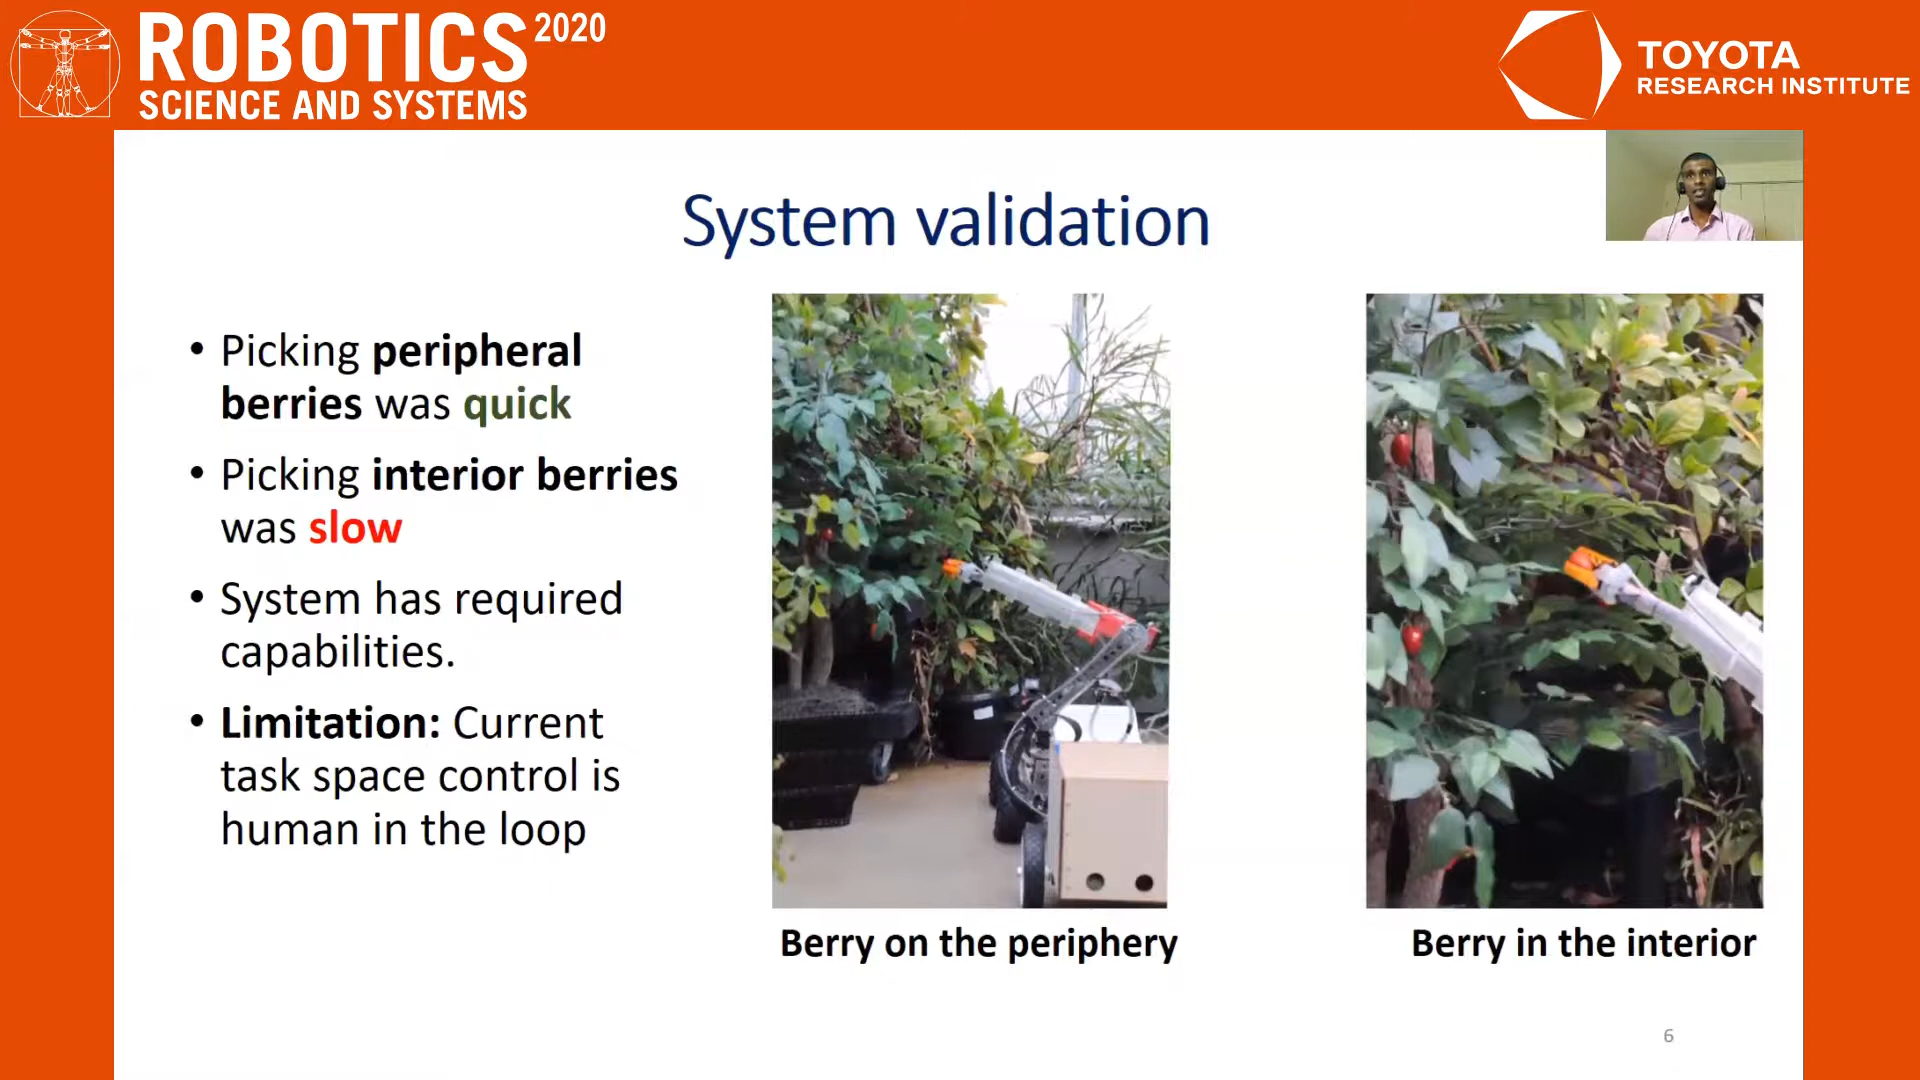 ROBOTICS 2020
SCIENCE AND SYSTEMS
TOYOTA
RESEARCH INSTITUTE
System validation
• Picking peripheral
berries was quick
• Picking interior berries
was slow
• System has required
capabilities.
• Limitation: Current
task space control is
human in the loop
Berry on the periphery
Berry in the interior
6